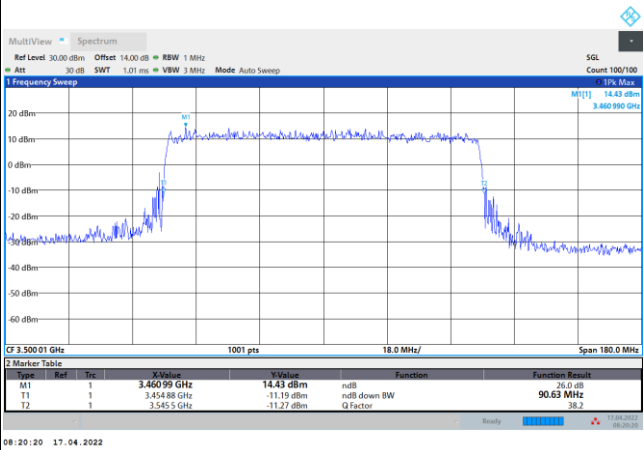 MultiView Spectrum
Ref Level 30.00 dBm Offset 14.00 dB RBW 1 MHz SGL
Att 30 dB SWT 1.01 ms VBW 3 MHz Mode Auto Sweep Count 100/100
1 Frequency Sweep 1Pk Max
M1[1] 14.43 dBm
3.460 990 GHz
20 dBm
M1
10 dBm
0 dBm
-10 dBm
T2
-20 dBm
-30 dBm
-40 dBm
-50 dBm
-60 dBm
CF 3.500 01 GHz 1001 pts 18.0 MHz/ Span 180.0 MHz
2 Marker Table
Type Ref Trc X-Value Y-Value Function Function Result
M1 1 3.460 99 GHz 14.43 dBm ndB 26.0 dB
T1 1 3.454 88 GHz -11.19 dBm ndB down BW 90.63 MHz
T2 1 3.545 5 GHz -11.27 dBm Q Factor 38.2
Ready 17.04.2022
08:20:20
08:20:20 17.04.2022